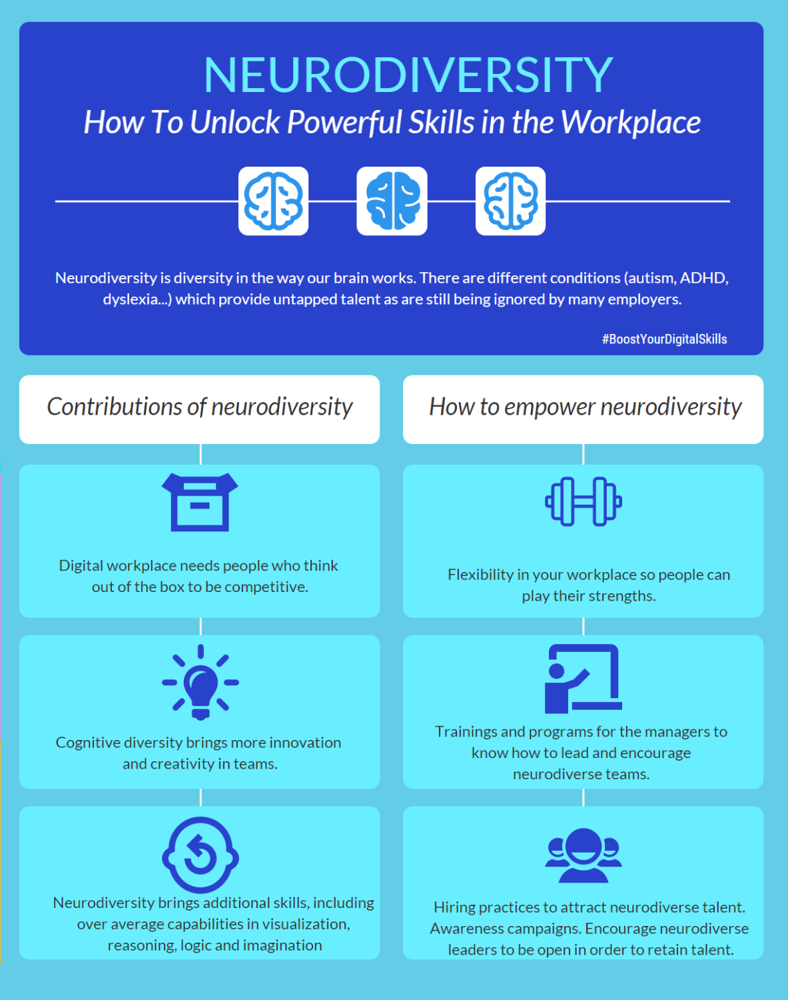 NEURODIVERSITY
How To Unlock Powerful Skills in the Workplace
Neurodiversity is diversity in the way our brain works. There are different conditions (autism, ADHD,
dyslexia...) which provide untapped talent as are still being ignored by many employers.
#BoostYourDigitalSkills
Contributions of neurodiversity
Digital workplace needs people who think
out of the box to be competitive.
Cognitive diversity brings more innovation
and creativity in teams.
Neurodiversity brings additional skills, including
over average capabilities in visualization,
reasoning, logic and imagination
How to empower neurodiversity
Flexibility in your workplace so people can
play their strengths.
Trainings and programs for the managers to
know how to lead and encourage
neurodiverse teams.
Hiring practices to attract neurodiverse talent.
Awareness campaigns. Encourage neurodiverse
leaders to be open in order to retain talent.